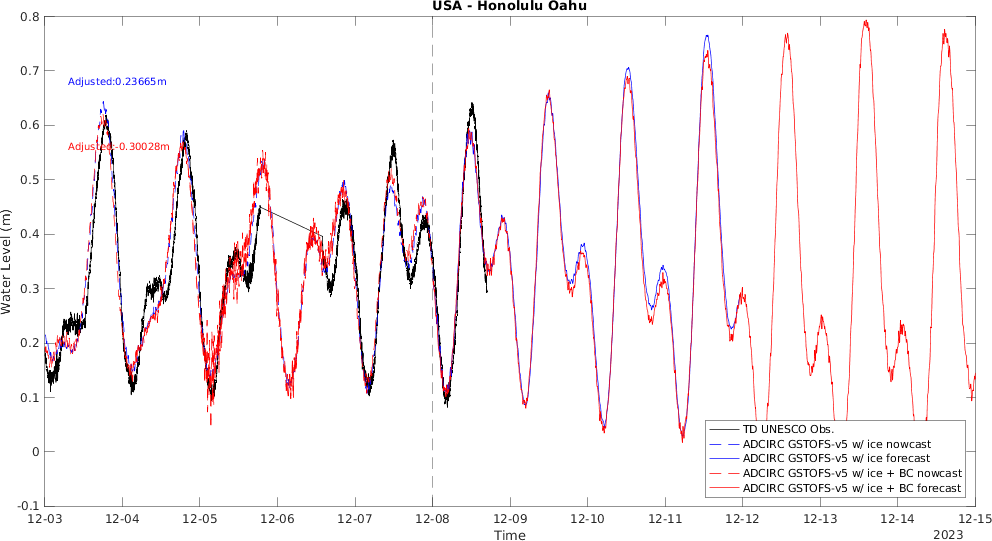 USA - Honolulu Oahu
0.8
0.7
0.6
0.5
0.4
0.3
0.2
0.1
0
-0.1
Water Level (m)
Adjusted:0.23665m
Adjusted:-0.30028m
TD UNESCO Obs.
ADCIRC GSTOFS-v5 w/ ice nowcast
ADCIRC GSTOFS-v5 w/ ice forecast
ADCIRC GSTOFS-v5 w/ ice + BC nowcast
ADCIRC GSTOFS-v5 w/ ice + BC forecast
12-03 12-04 12-05 12-06 12-07 12-08 12-09 12-10 12-11 12-12 12-13 12-14 12-15
Time
2023